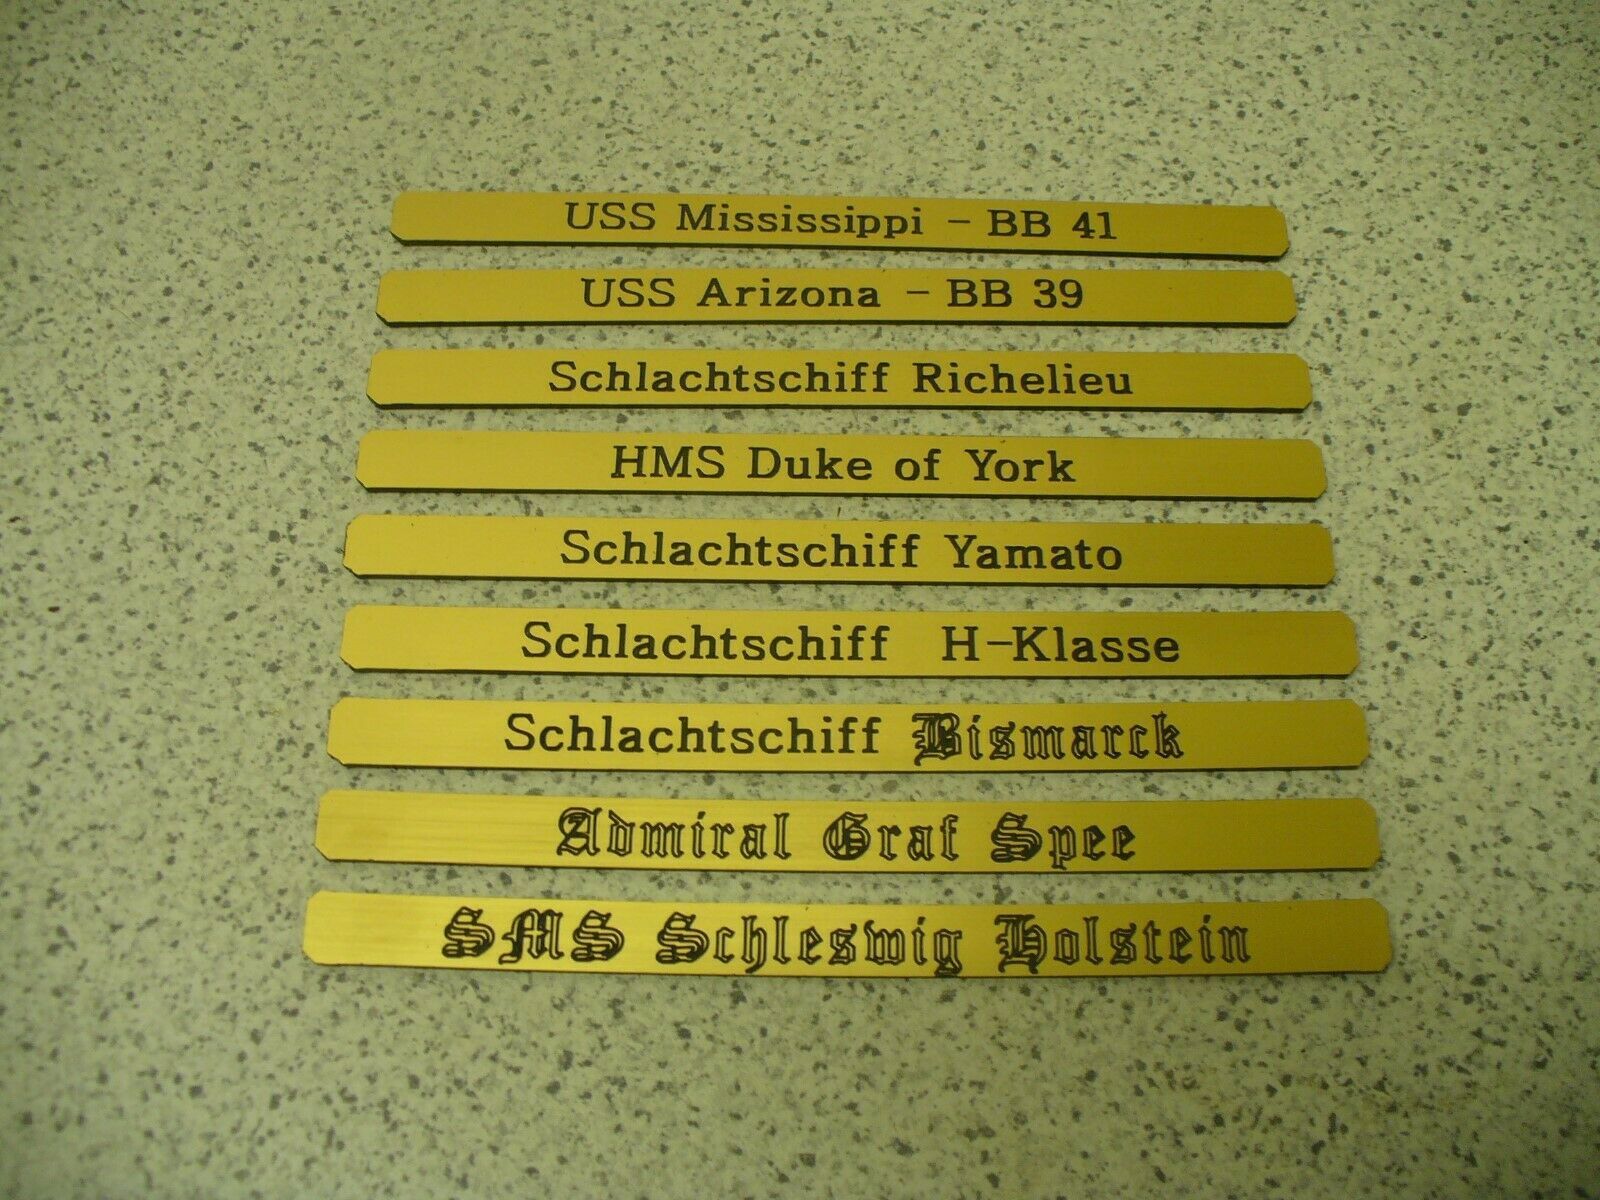 USS Mississippi - BB 41
USS Arizona - BB 39
Schlachtschiff Richelieu
HMS Duke of York
Schlachtschiff Yamato
Schlachtschiff H-Klasse
Schlachtschiff Bismarck
Admiral Graf Spee
SMS Schleswig Holstein